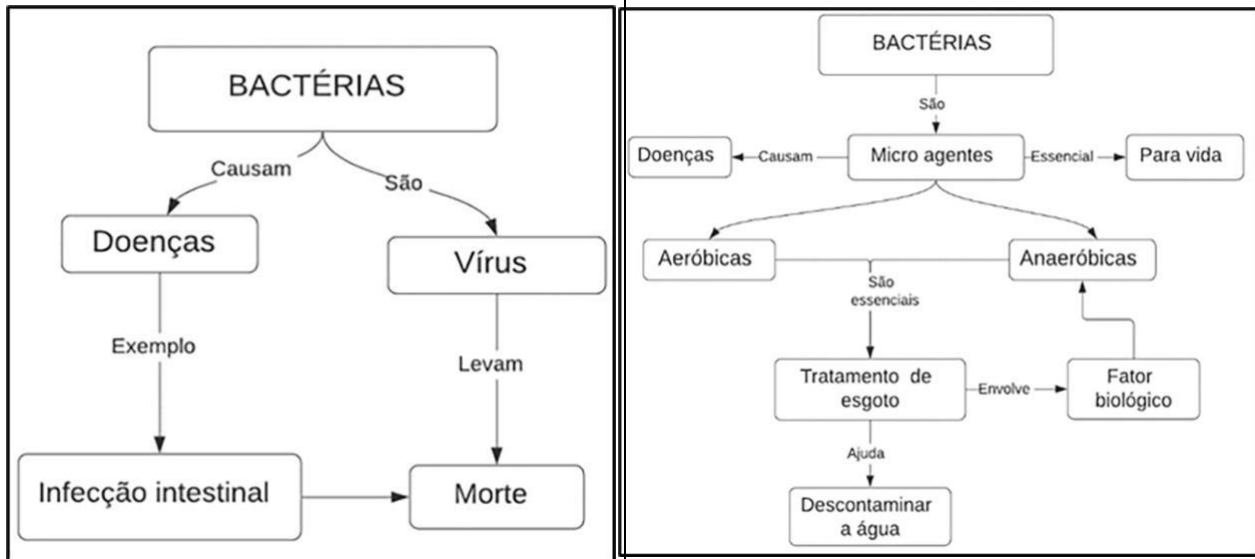 BACTÉRIAS
Causam
São
Doenças
Vírus
Exemplo
Levam
Infecção intestinal
Morte
BACTÉRIAS
São
Doenças
Causam
Micro agentes
Essencial
Para vida
Aeróbicas
Anaeróbicas
São
essenciais
Tratamento de
esgoto
Envolve
Fator
biológico
Ajuda
Descontaminar
a água